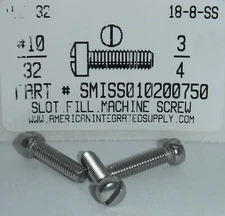 32 18-8-SS
#10 3
32 4
PART # SMISS010200750
SLOT.FILL.MACHINE SCREW
WWW.AMERICANINTEGRATEDSUPPLY.COM